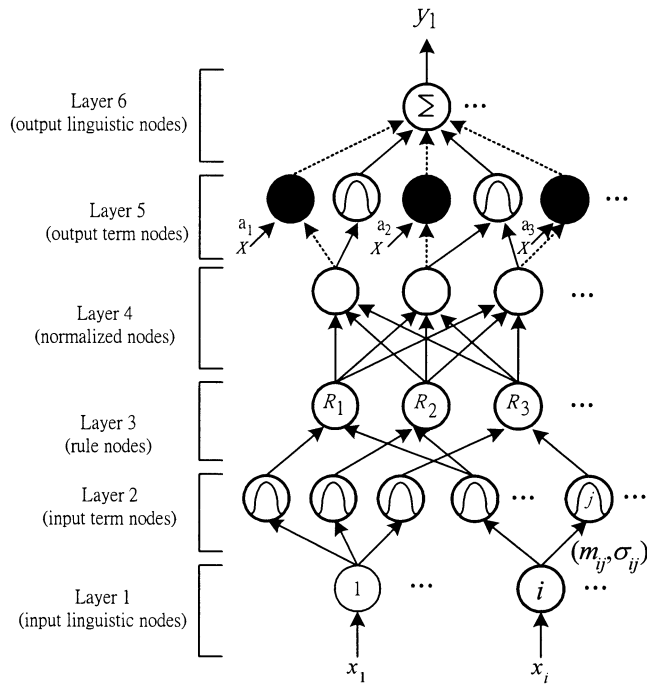 y1
Layer 6
(output linguistic nodes)
Σ ...
Layer 5
(output term nodes)
...
a1
X
a2
X
a3
X
Layer 4
(normalized nodes)
...
Layer 3
(rule nodes)
R1
R2
R3
...
Layer 2
(input term nodes)
...
j
...
(mij,σij)
Layer 1
(input linguistic nodes)
1
...
i
...
x1
xi